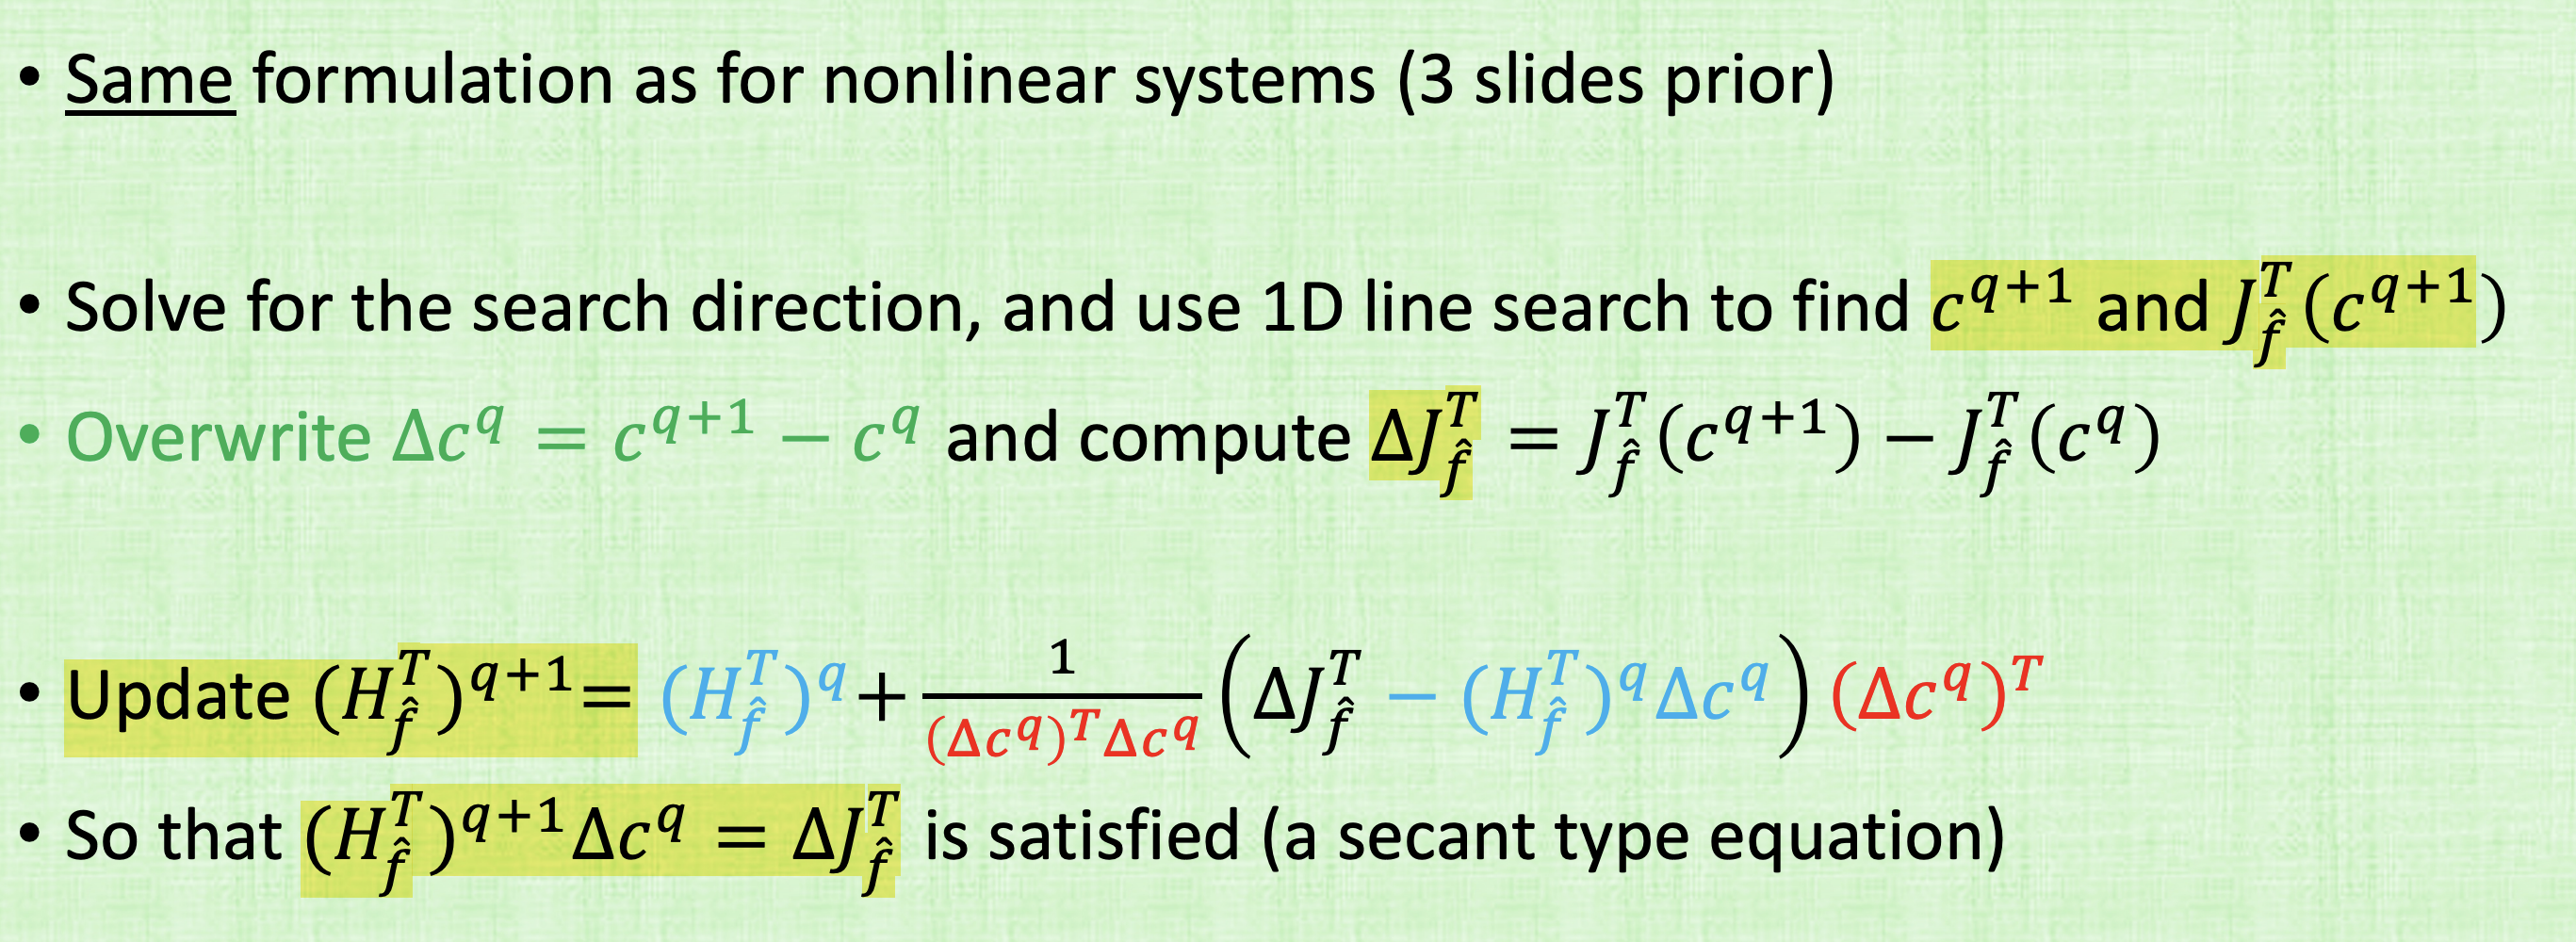 • Same formulation as for nonlinear systems (3 slides prior)
• Solve for the search direction, and use 1D line search to find $c^{q+1}$ and $J_{\hat{f}}^T(c^{q+1})$
• Overwrite $\Delta c^q = c^{q+1} - c^q$ and compute $\Delta J_{\hat{f}}^T = J_{\hat{f}}^T(c^{q+1}) - J_{\hat{f}}^T(c^q)$
• Update $(H_{\hat{f}}^T)^{q+1} = (H_{\hat{f}}^T)^q + \frac{1}{(\Delta c^q)^T \Delta c^q} \left( \Delta J_{\hat{f}}^T - (H_{\hat{f}}^T)^q \Delta c^q \right) (\Delta c^q)^T$
• So that $(H_{\hat{f}}^T)^{q+1} \Delta c^q = \Delta J_{\hat{f}}^T$ is satisfied (a secant type equation)